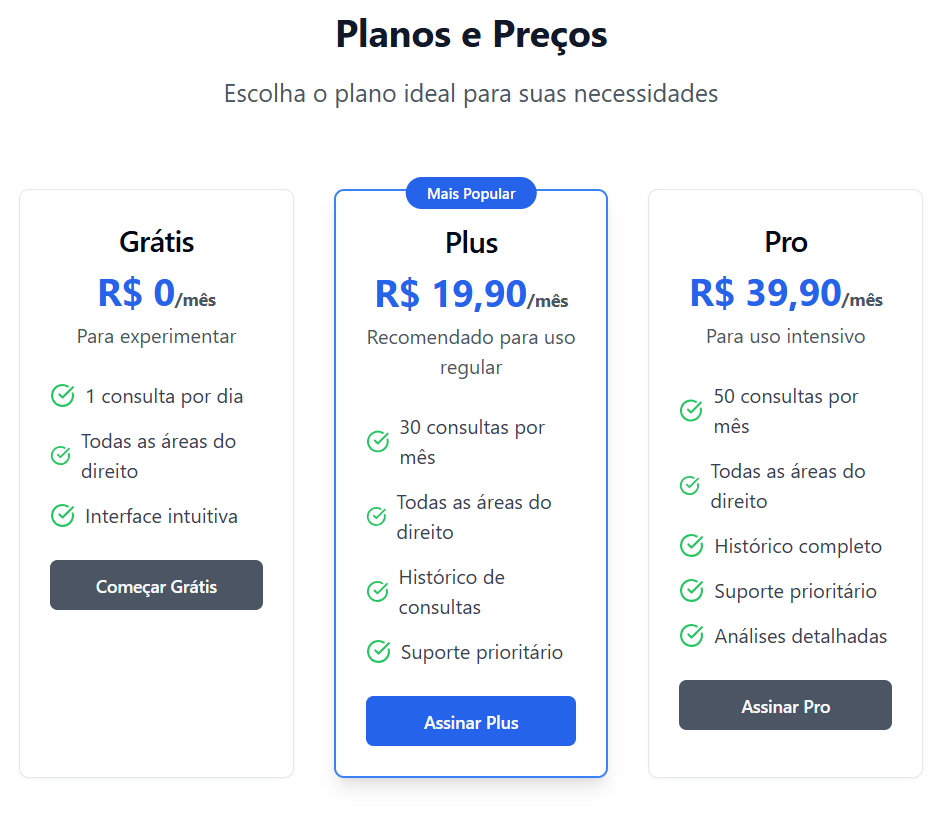 Planos e Preços
Escolha o plano ideal para suas necessidades
Grátis
R$ 0/mês
Para experimentar
1 consulta por dia
Todas as áreas do
direito
Interface intuitiva
Começar Grátis
Mais Popular
Plus
R$ 19,90/mês
Recomendado para uso
regular
30 consultas por
mês
Todas as áreas do
direito
Histórico de
consultas
Suporte prioritário
Assinar Plus
Pro
R$ 39,90/mês
Para uso intensivo
50 consultas por
mês
Todas as áreas do
direito
Histórico completo
Suporte prioritário
Análises detalhadas
Assinar Pro